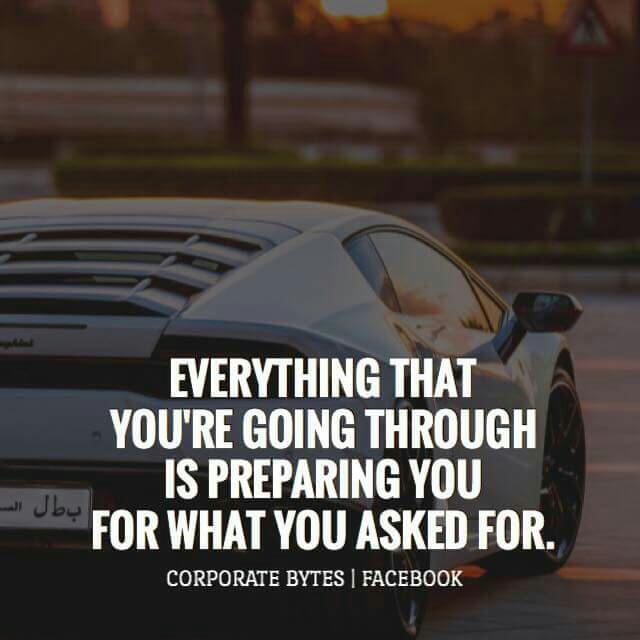 EVERYTHING THAT
YOU'RE GOING THROUGH
IS PREPARING YOU
FOR WHAT YOU ASKED FOR.
CORPORATE BYTES | FACEBOOK